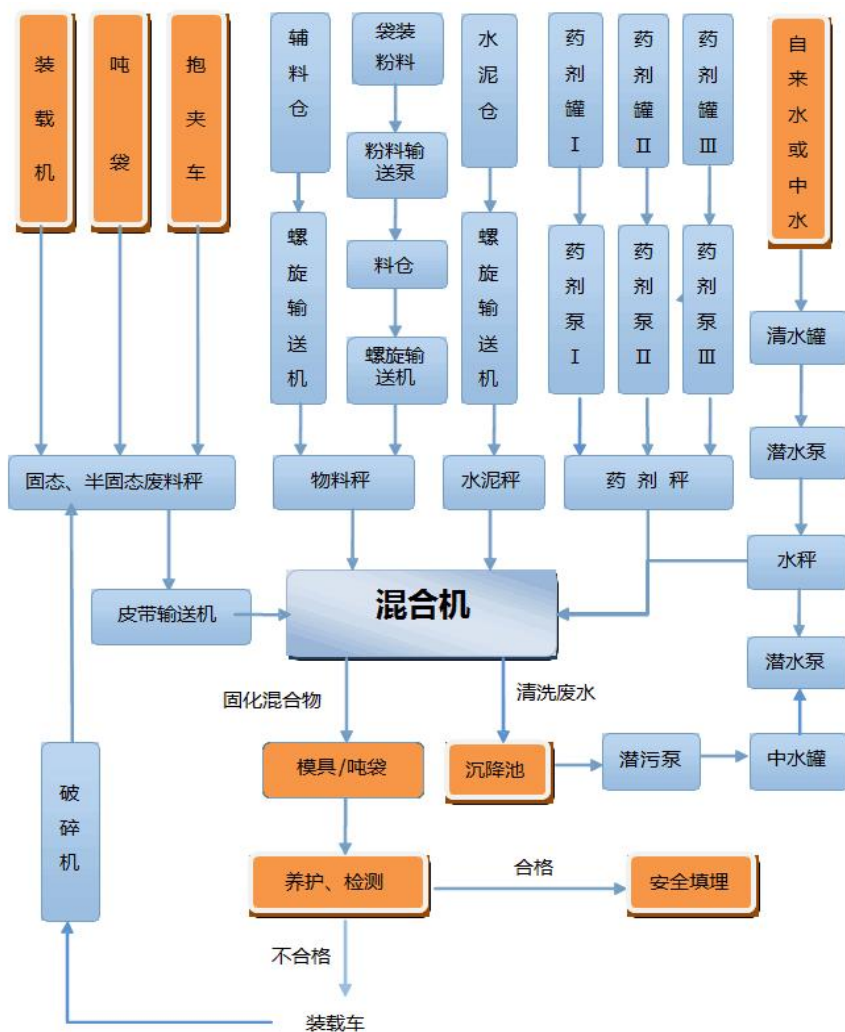 装载机
吨袋
抱夹车
辅料仓
袋装
粉料
水泥仓
药剂罐Ⅰ
药剂罐Ⅱ
药剂罐Ⅲ
自来水或中水
粉料输
送泵
螺旋输送机
料仓
螺旋输
送机
螺旋输送机
药剂泵Ⅰ
药剂泵Ⅱ
药剂泵Ⅲ
清水罐
潜水泵
固态、半固态废料秤
物料秤
水泥秤
药 剂 秤
水秤
皮带输送机
混合机
潜水泵
固化混合物
清洗废水
模具/吨袋
沉降池
潜污泵
中水罐
破碎机
养护、检测
合格
安全填埋
不合格
装载车